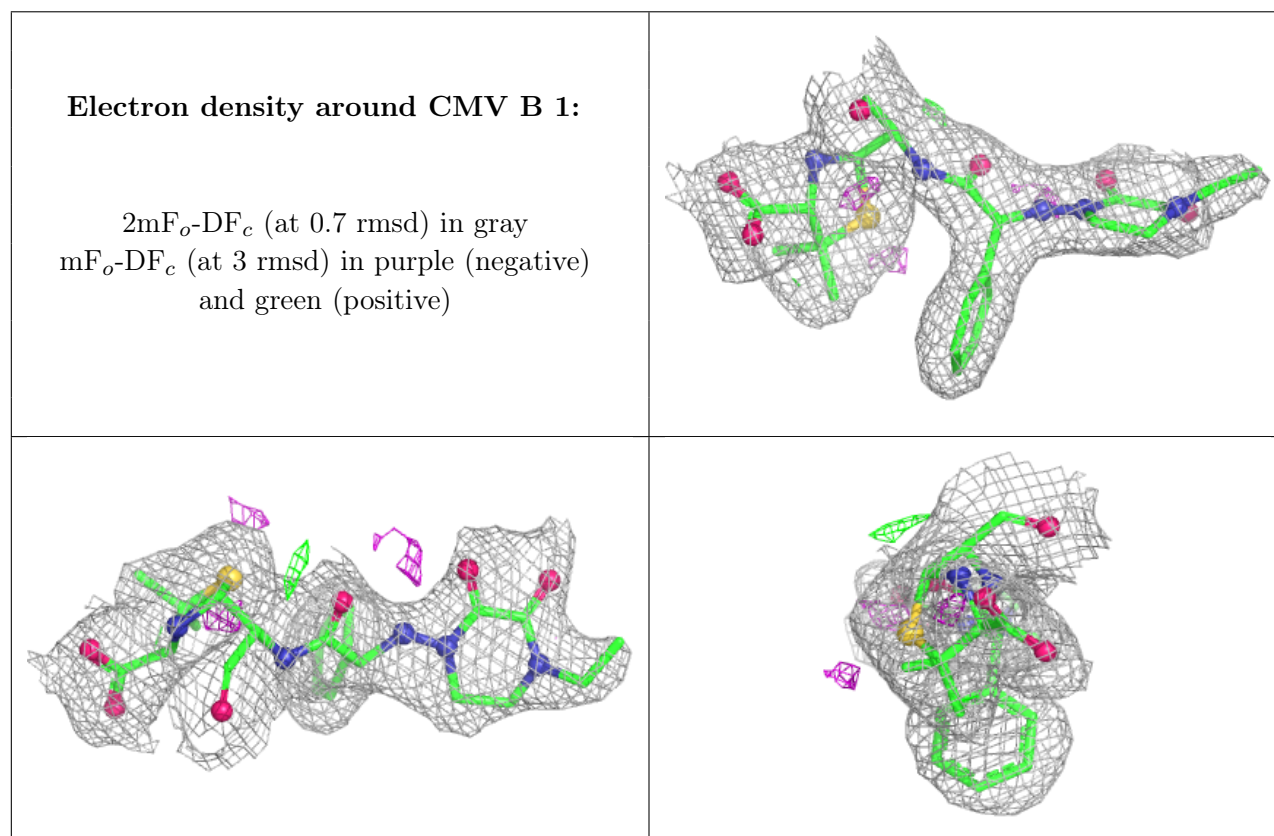 Electron density around CMV B 1:
2mFₒ-DF𝒸 (at 0.7 rmsd) in gray
mFₒ-DF𝒸 (at 3 rmsd) in purple (negative)
and green (positive)